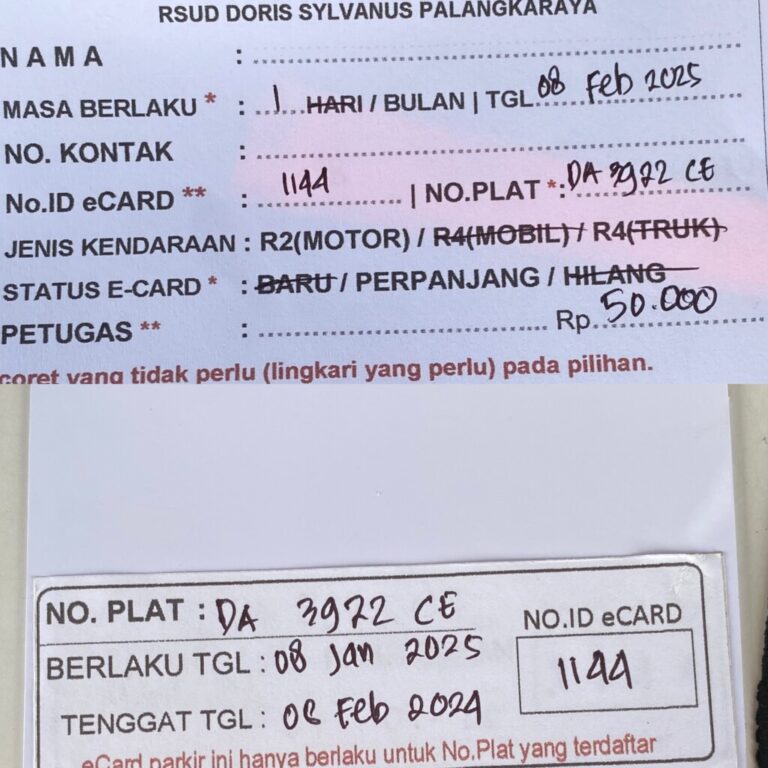 RSUD DORIS SYLVANUS PALANGKARAYA
N A M A : ........................
MASA BERLAKU * : ..1... HARI / BULAN | TGL.. 08 Feb 2025
NO. KONTAK : ........................
No.ID eCARD ** : 1144 ........ | NO.PLAT *: DA 3922 CE
JENIS KENDARAAN : R2(MOTOR) / R4(MOBIL) / R4(TRUK)
STATUS E-CARD * : BARU / PERPANJANG / HILANG
PETUGAS ** : ........................ Rp. 50.000
coret yang tidak perlu (lingkari yang perlu) pada pilihan.
NO. PLAT : DA 3922 CE
NO.ID eCARD
BERLAKU TGL : 08 Jan 2025
1144
TENGGAT TGL : 08 Feb 2024
eCard parkir ini hanya berlaku untuk No.Plat yang terdaftar